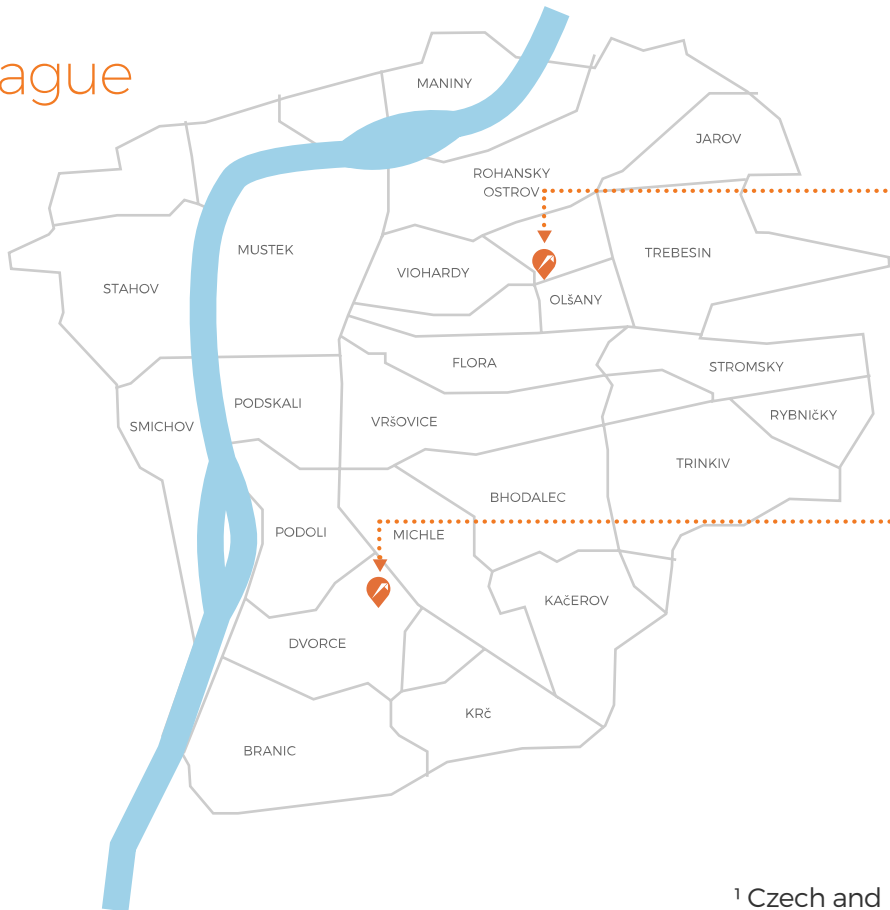 ague
MANINY
JAROV
ROHANSKY
OSTROV
MUSTEK
TREBESIN
VIOHARDY
STAHOV
OLšANY
FLORA
STROMSKY
PODSKALI
RYBNIčKY
VRšOVICE
SMICHOV
TRINKIV
BHODALEC
PODOLI
MICHLE
KAčEROV
DVORCE
KRč
BRANIC
¹ Czech and